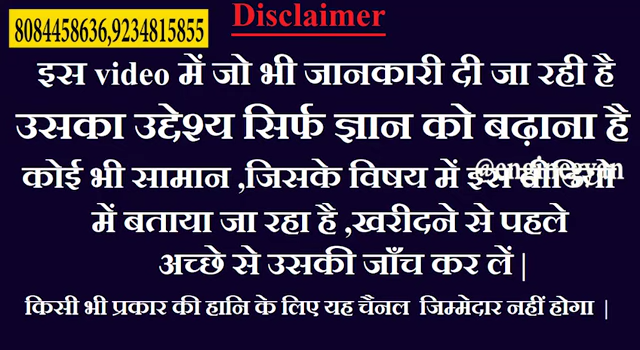 Disclaimer
8084458636,9234815855
इस video में जो भी जानकारी दी जा रही है
उसका उद्देश्य सिर्फ ज्ञान को बढ़ाना है
कोई भी सामान ,जिसके विषय में इस वीडियो
@enginegyan
में बताया जा रहा है ,खरीदने से पहले
अच्छे से उसकी जाँच कर लें |
किसी भी प्रकार की हानि के लिए यह चैनल जिम्मेदार नहीं होगा |